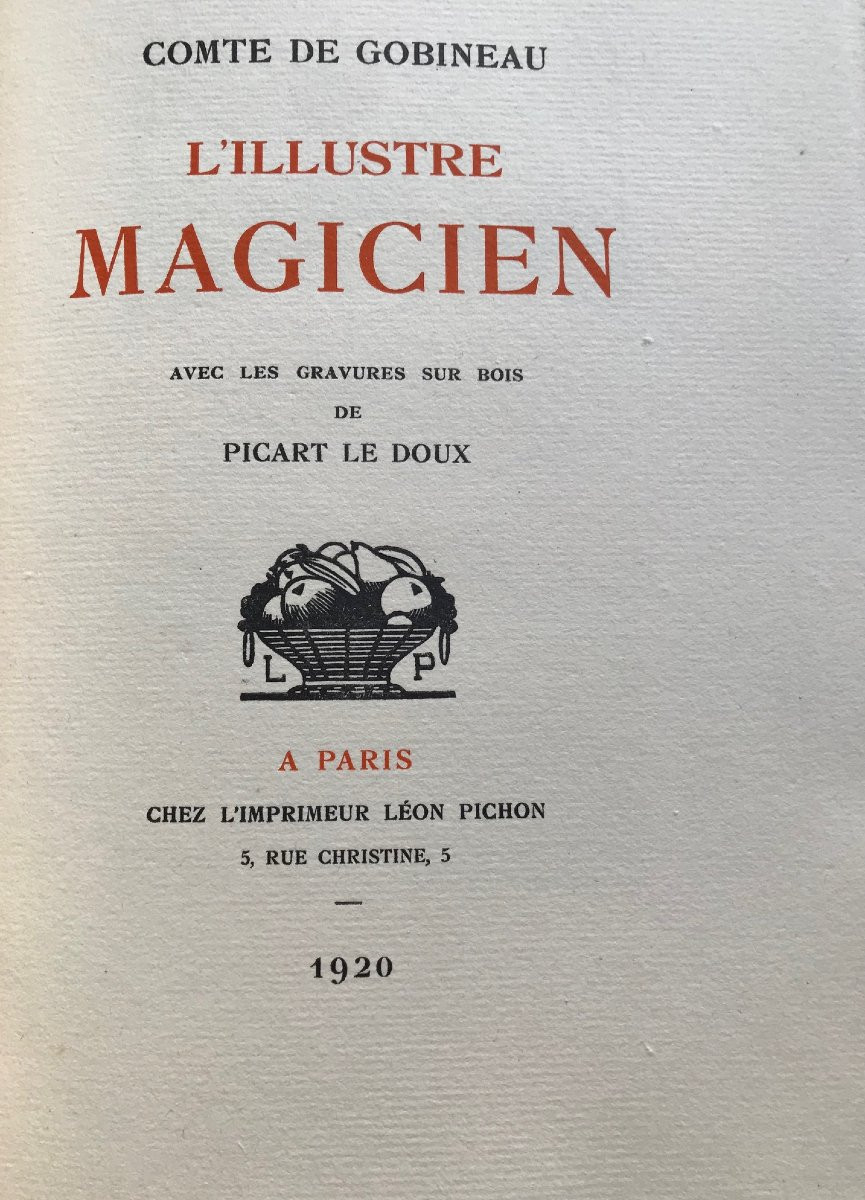 COMTE DE GOBINEAU
L'ILLUSTRE
MAGICIEN
AVEC LES GRAVURES SUR BOIS
DE
PICART LE DOUX
L P
A PARIS
CHEZ L'IMPRIMEUR LÉON PICHON
5, RUE CHRISTINE, 5
—
1920